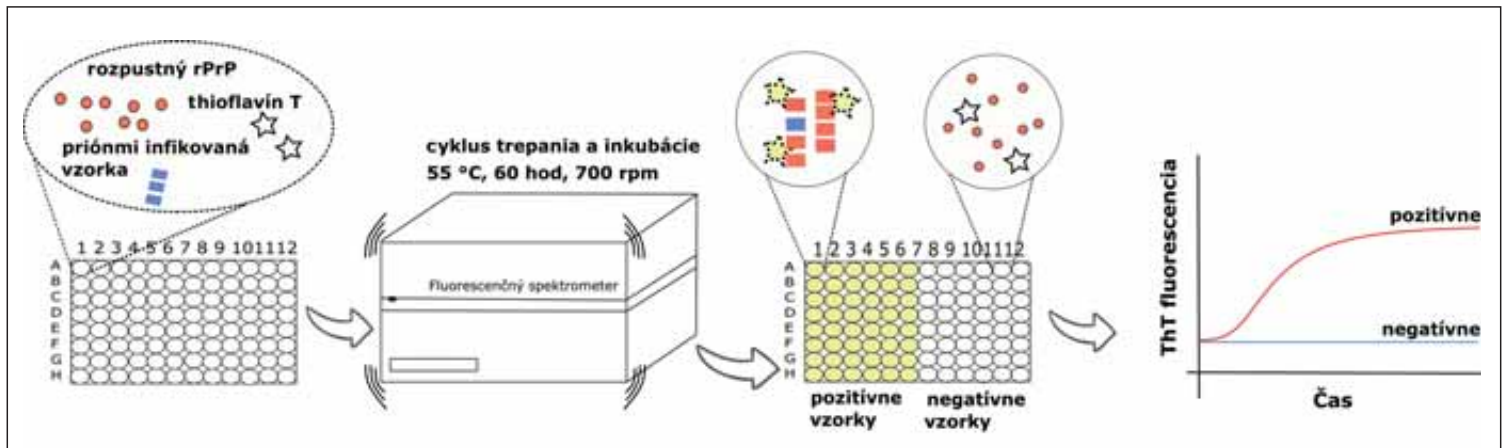 rozpustný rPrP
thioflavín T
priónmi infikovaná
vzorka
1 2 3 4 5 6 7 8 9 10 11 12
A
B
C
D
E
F
G
H
cyklus trepania a inkubácie
55 °C, 60 hod, 700 rpm
Fluorescenčný spektrometer
1 2 3 4 5 6 7 8 9 10 11 12
A
B
C
D
E
F
G
H
pozitívne
vzorky
negatívne
vzorky
ThT fluorescencia
pozitívne
negatívne
Čas